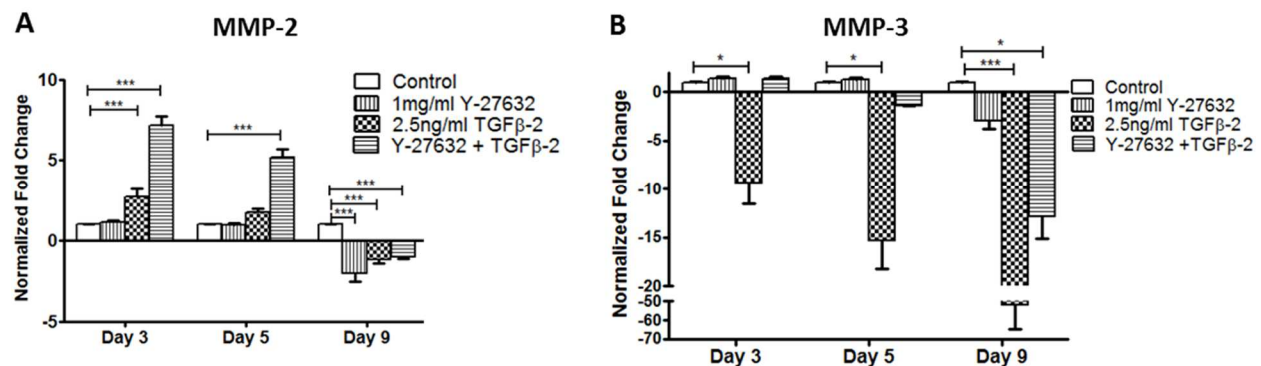 A
MMP-2
Normalized Fold Change
10
5
0
-5
***
***
***
***
***
***
Control
1mg/ml Y-27632
2.5ng/ml TGFβ-2
Y-27632 + TGFβ-2
Day 3
Day 5
Day 9
B
MMP-3
Normalized Fold Change
0
-5
-10
-15
-20
-50
-60
-70
*
*
*
***
Control
1mg/ml Y-27632
2.5ng/ml TGFβ-2
Y-27632 +TGFβ-2
Day 3
Day 5
Day 9